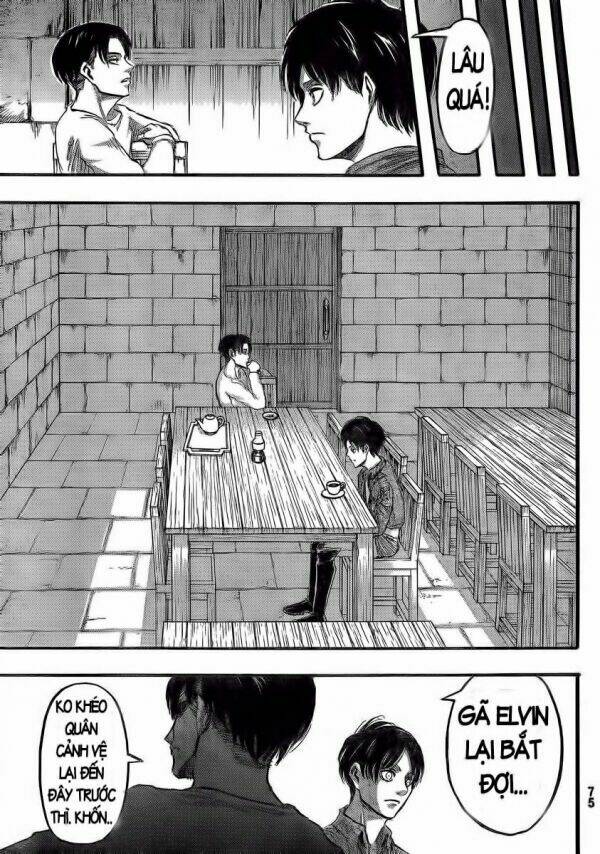 LÂU
QUÁ!
GÃ ELVIN
LẠI BẮT
ĐỢI...
KO KHÉO
QUÂN
CẢNH VỆ
LẠI ĐẾN
ĐÂY TRƯỚC
THÌ. KHỐN..
75